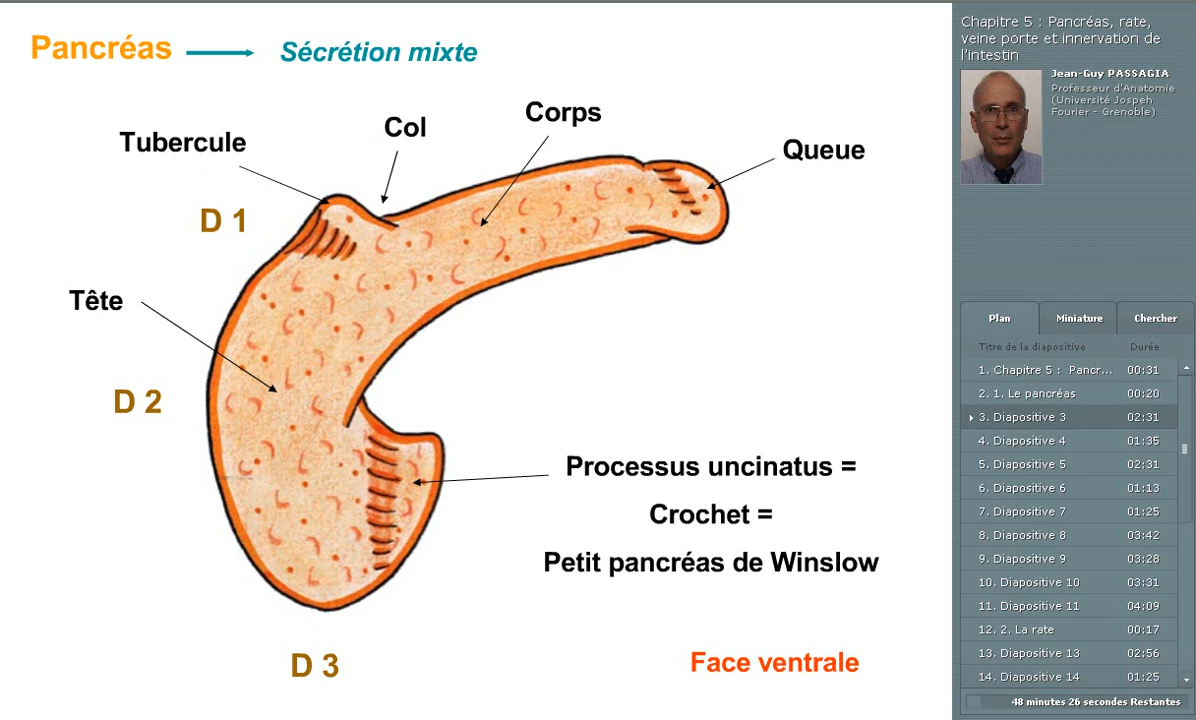 Pancréas
Sécrétion mixte
Tubercule
Col
Corps
Queue
D 1
Tête
D 2
Processus uncinatus =
Crochet =
Petit pancréas de Winslow
D 3
Face ventrale
Chapitre 5 : Pancréas, rate,
veine porte et innervation de
l'intestin
Jean-Guy PASSAGIA
Professeur d'Anatomie
(Université Jospeh
Fourier - Grenoble)
Plan
Miniature
Chercher
Titre de la diapositive Durée
1. Chapitre 5 : Pancr... 00:31
2. 1. Le pancréas 00:20
3. Diapositive 3 02:31
4. Diapositive 4 01:35
5. Diapositive 5 02:31
6. Diapositive 6 01:13
7. Diapositive 7 01:25
8. Diapositive 8 03:42
9. Diapositive 9 03:28
10. Diapositive 10 03:31
11. Diapositive 11 04:09
12. 2. La rate 00:17
13. Diapositive 13 02:56
14. Diapositive 14 01:25
48 minutes 26 secondes Restantes